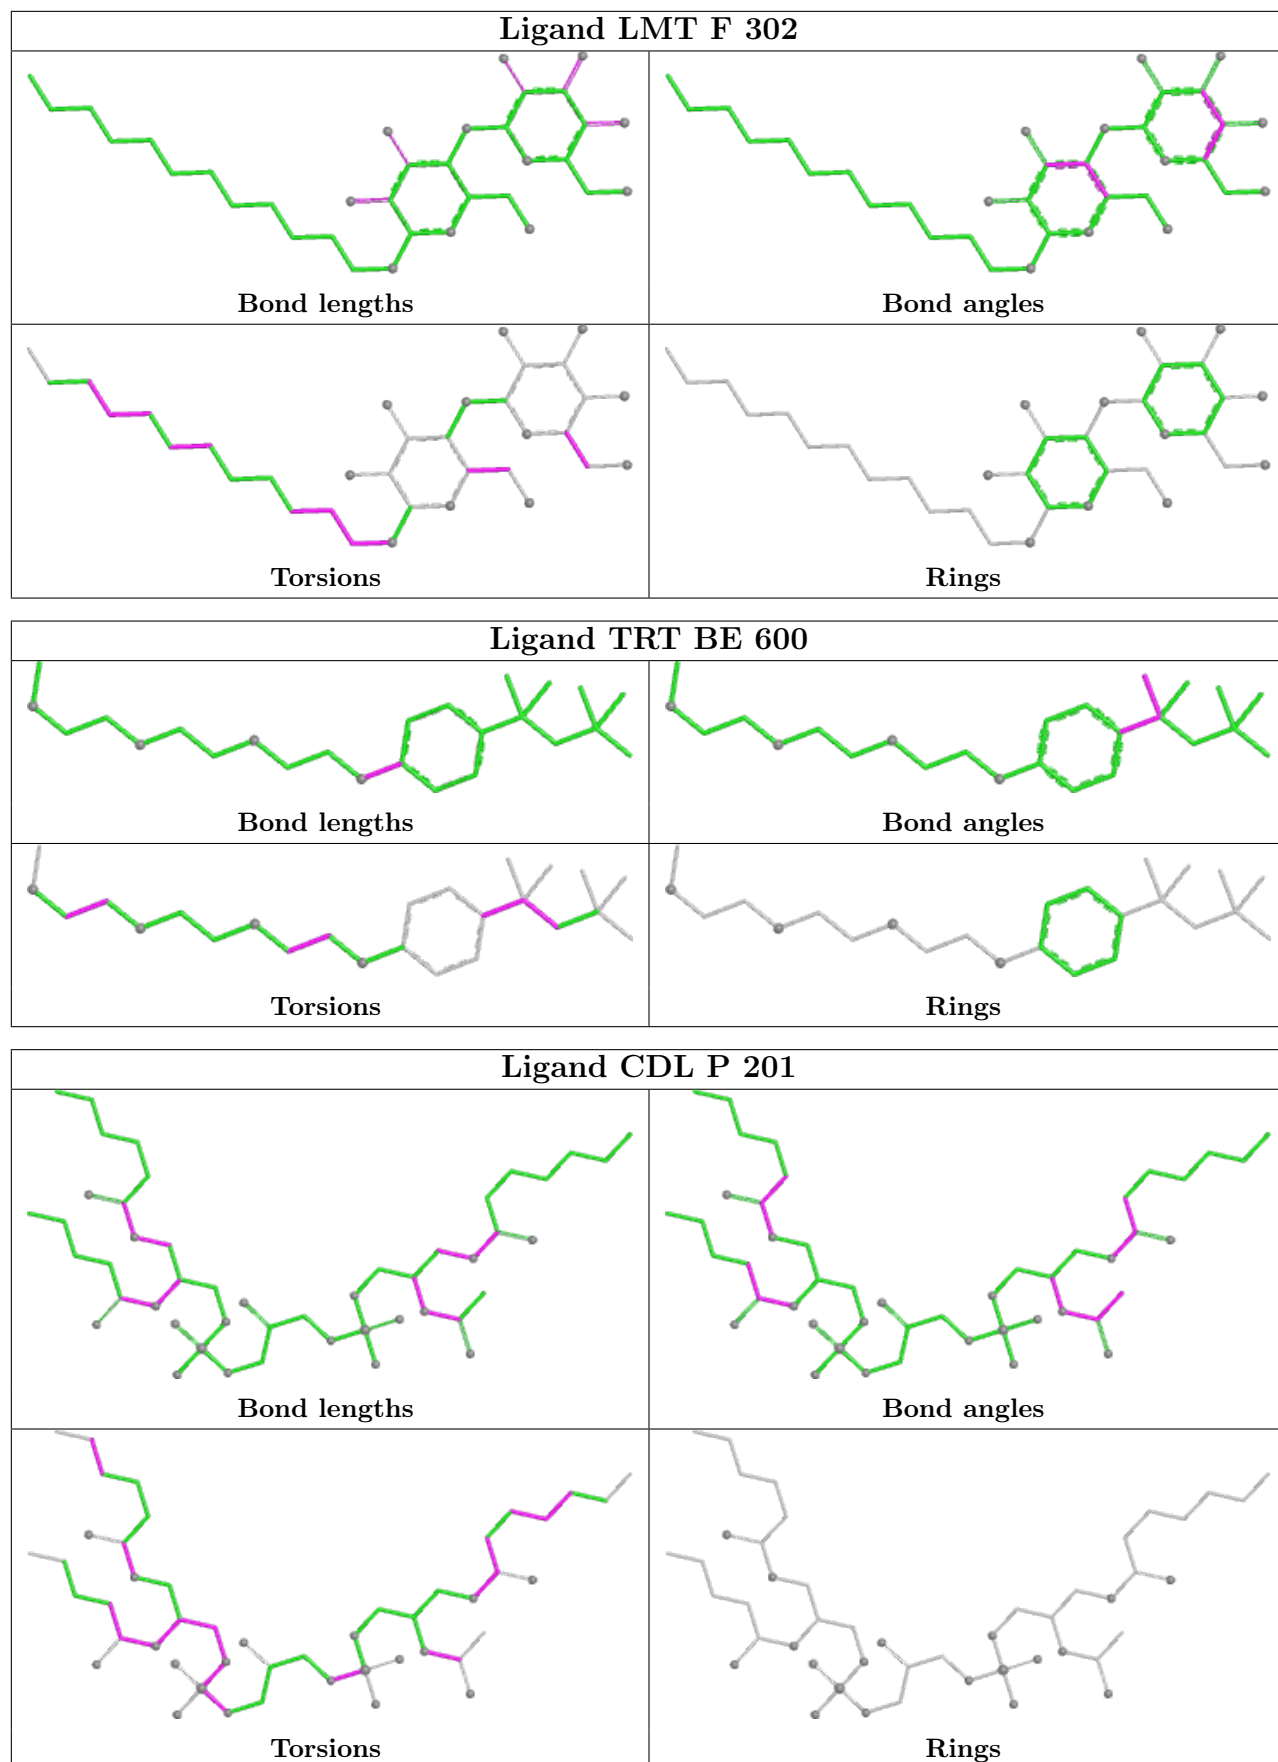 Ligand LMT F 302
Bond lengths
Bond angles
Torsions
Rings
Ligand TRT BE 600
Bond lengths
Bond angles
Torsions
Rings
Ligand CDL P 201
Bond lengths
Bond angles
Torsions
Rings